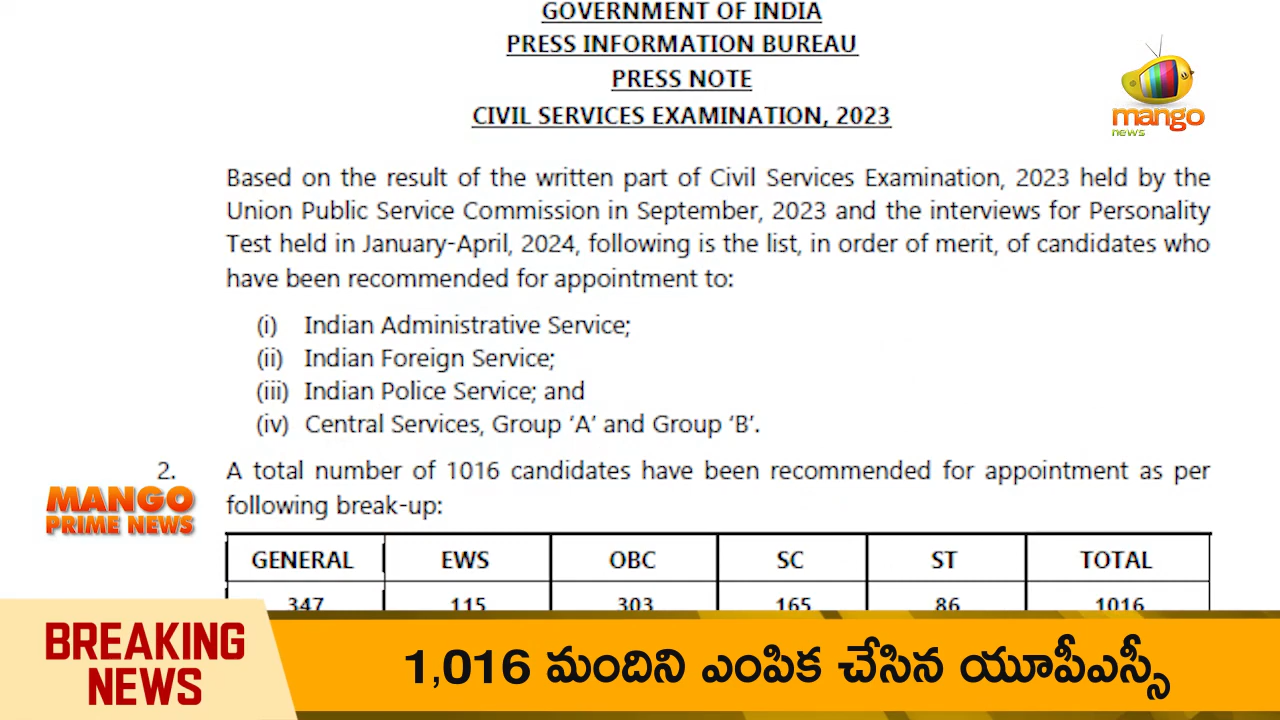 GOVERNMENT OF INDIA
PRESS INFORMATION BUREAU
PRESS NOTE
CIVIL SERVICES EXAMINATION, 2023
mango
news
Based on the result of the written part of Civil Services Examination, 2023 held by the
Union Public Service Commission in September, 2023 and the interviews for Personality
Test held in January-April, 2024, following is the list, in order of merit, of candidates who
have been recommended for appointment to:
(i) Indian Administrative Service;
(ii) Indian Foreign Service;
(iii) Indian Police Service; and
(iv) Central Services, Group ‘A’ and Group ‘B’.
2. A total number of 1016 candidates have been recommended for appointment as per
following break-up:
MANGO
PRIME NEWS
GENERAL EWS OBC SC ST TOTAL
347 115 303 165 86 1016
BREAKING
NEWS
1,016 మందిని ఎంపిక చేసిన యూపీఎస్సీ